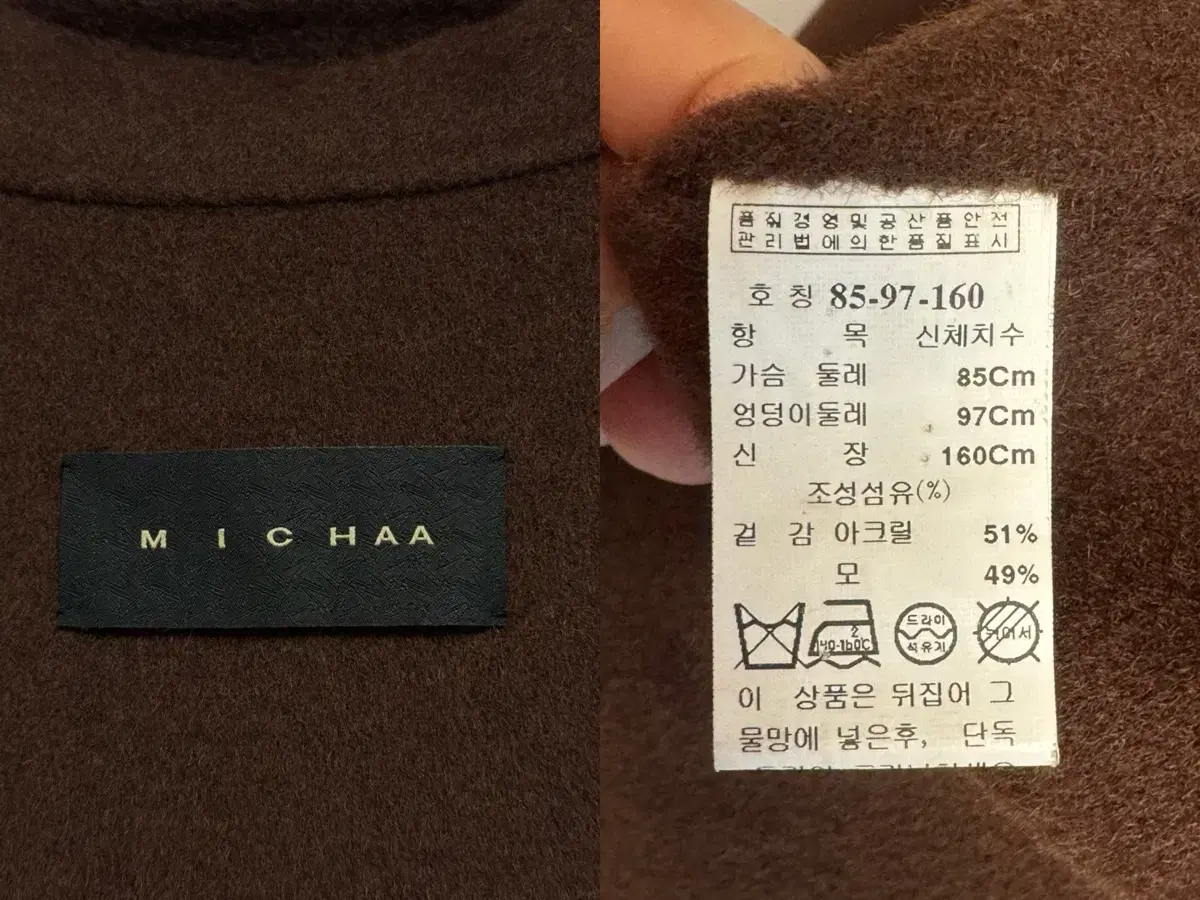 MICHAA
품질경영및공산품안전
관리법에의한품질표시
호칭 85-97-160
항 목 신체치수
가슴 둘레 85Cm
엉덩이둘레 97Cm
신 장 160Cm
조성섬유(%)
겉 감 아크릴 51%
모 49%
2
140-160℃
드라이
석유계
이 상품은 뒤집어 그
물망에 넣은후, 단독